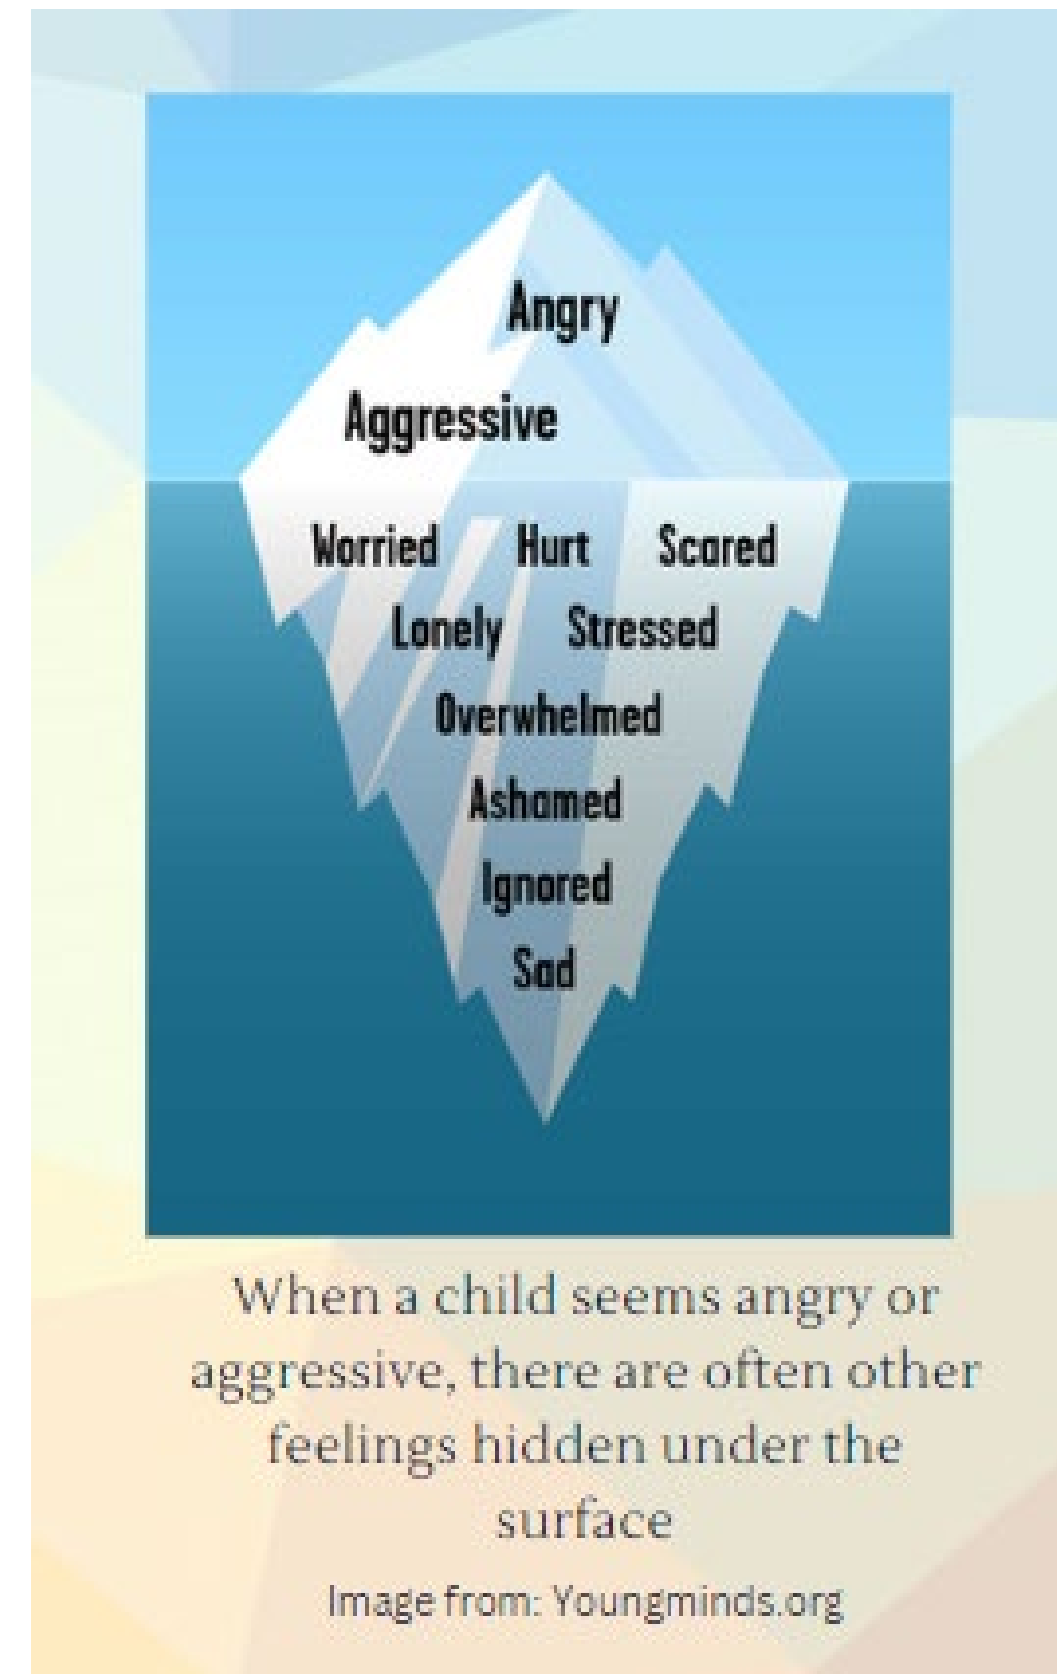 Angry
Aggressive
Worried Hurt Scared
Lonely Stressed
Overwhelmed
Ashamed
Ignored
Sad
When a child seems angry or
aggressive, there are often other
feelings hidden under the
surface
Image from: Youngminds.org